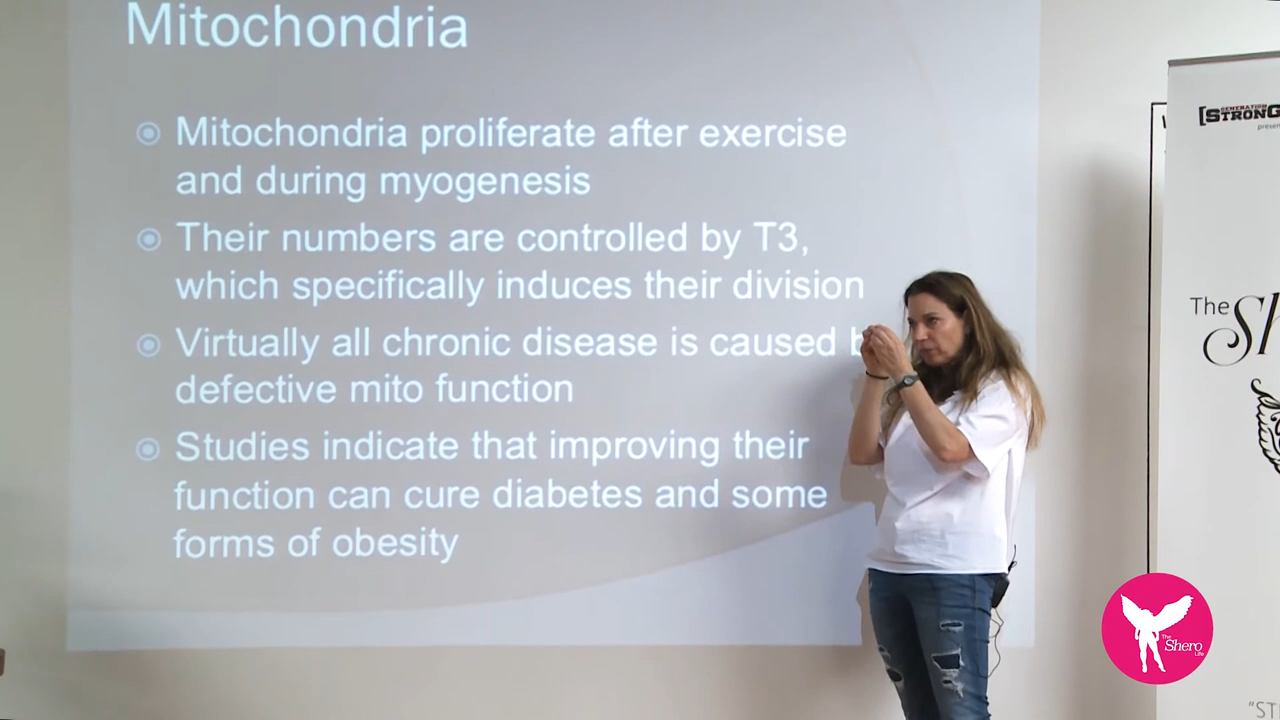 Mitochondria
Mitochondria proliferate after exercise
and during myogenesis
Their numbers are controlled by T3,
which specifically induces their division
Virtually all chronic disease is caused
defective mito function
Studies indicate that improving their
function can cure diabetes and some
forms of obesity
GENERATION
[STRONG
The
The
Shero
Life